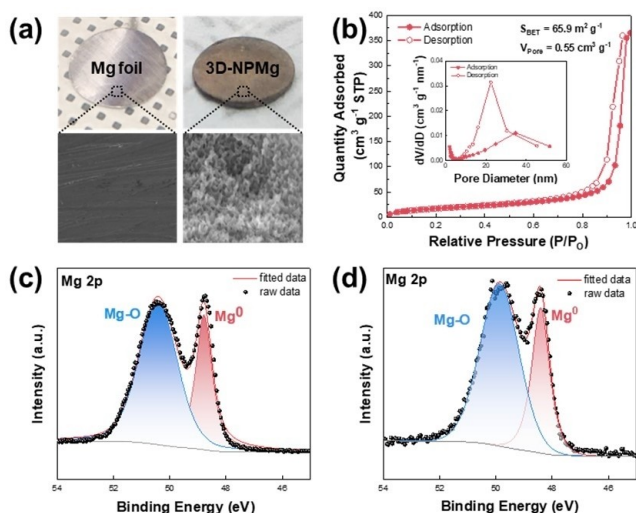 (a)
Mg foil
3D-NPMg
(b)
Adsorption
Desorption
S_BET = 65.9 m² g⁻¹
V_Pore = 0.55 cm³ g⁻¹
Quantity Adsorbed
(cm³ g⁻¹ STP)
350
300
250
200
150
100
50
0
0.0 0.2 0.4 0.6 0.8 1.0
Relative Pressure (P/P_O)
Adsorption
Desorption
dV/dD (cm³ g⁻¹ nm⁻¹)
0.04
0.03
0.02
0.01
0.00
0 20 40 60
Pore Diameter (nm)
(c)
Mg 2p
fitted data
raw data
Mg-O
Mg⁰
Intensity (a.u.)
54 52 50 48 46
Binding Energy (eV)
(d)
Mg 2p
fitted data
raw data
Mg-O
Mg⁰
Intensity (a.u.)
54 52 50 48 46
Binding Energy (eV)